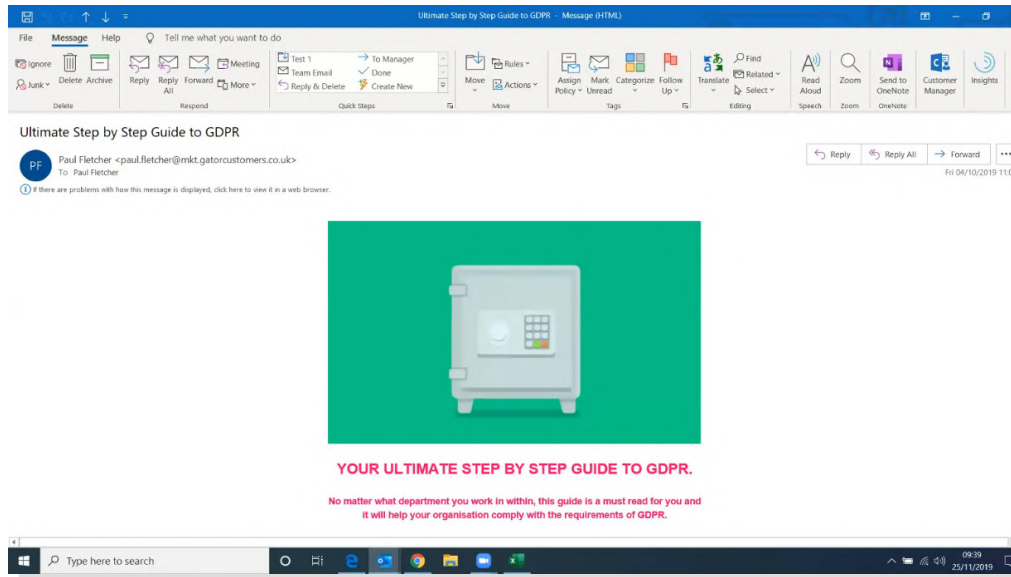 Ultimate Step by Step Guide to GDPR - Message (HTML)
File Message Help Tell me what you want to do
Ignore
Junk
Delete Archive
Reply Reply All Forward
Meeting
More
Test 1
Team Email
Reply & Delete
To Manager
Done
Create New
Move
Rules
Actions
Assign Policy Mark Unread Categorize Follow Up
Translate
Find
Related
Select
Read Aloud
Zoom
Send to OneNote
Customer Manager
Insights
Delete Respond Quick Steps Move Tags Editing Speech Zoom OneNote
Ultimate Step by Step Guide to GDPR
PF
Paul Fletcher <paul.fletcher@mkt.gatorcustomers.co.uk>
To Paul Fletcher
If there are problems with how this message is displayed, click here to view it in a web browser.
Reply Reply All Forward
Fri 04/10/2019
YOUR ULTIMATE STEP BY STEP GUIDE TO GDPR.
No matter what department you work in within, this guide is a must read for you and
it will help your organisation comply with the requirements of GDPR.
Type here to search
09:39
25/11/2019